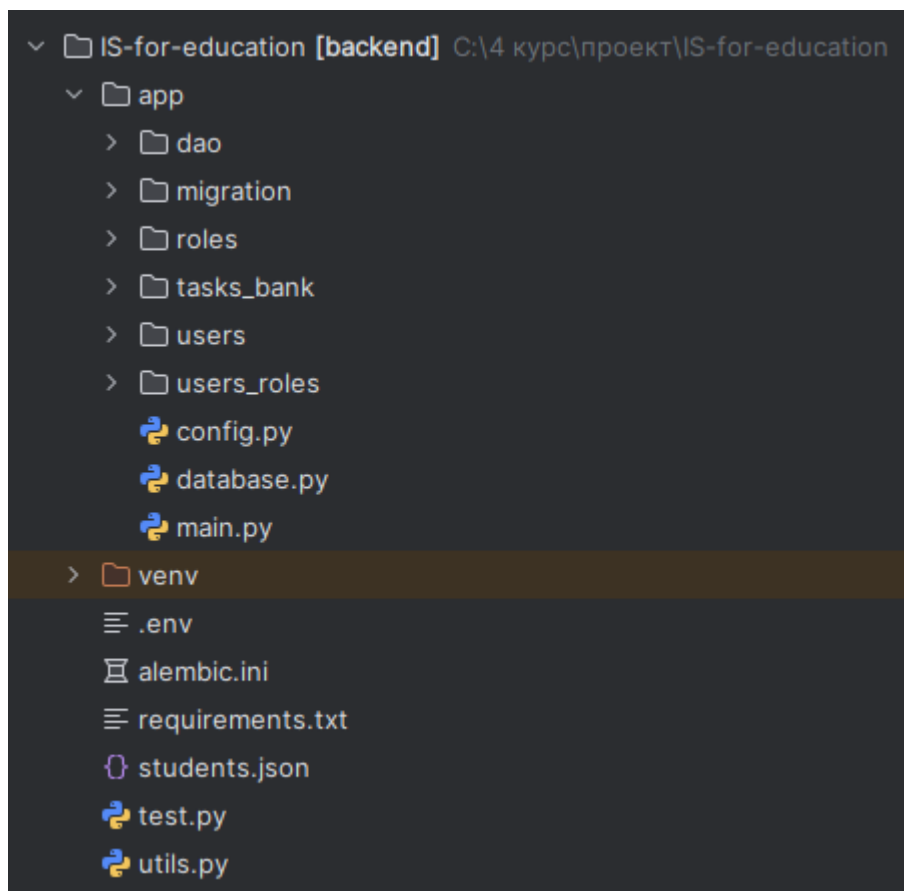 IS-for-education [backend] C:\4 курс\проект\IS-for-education
app
dao
migration
roles
tasks_bank
users
users_roles
config.py
database.py
main.py
venv
.env
alembic.ini
requirements.txt
students.json
test.py
utils.py